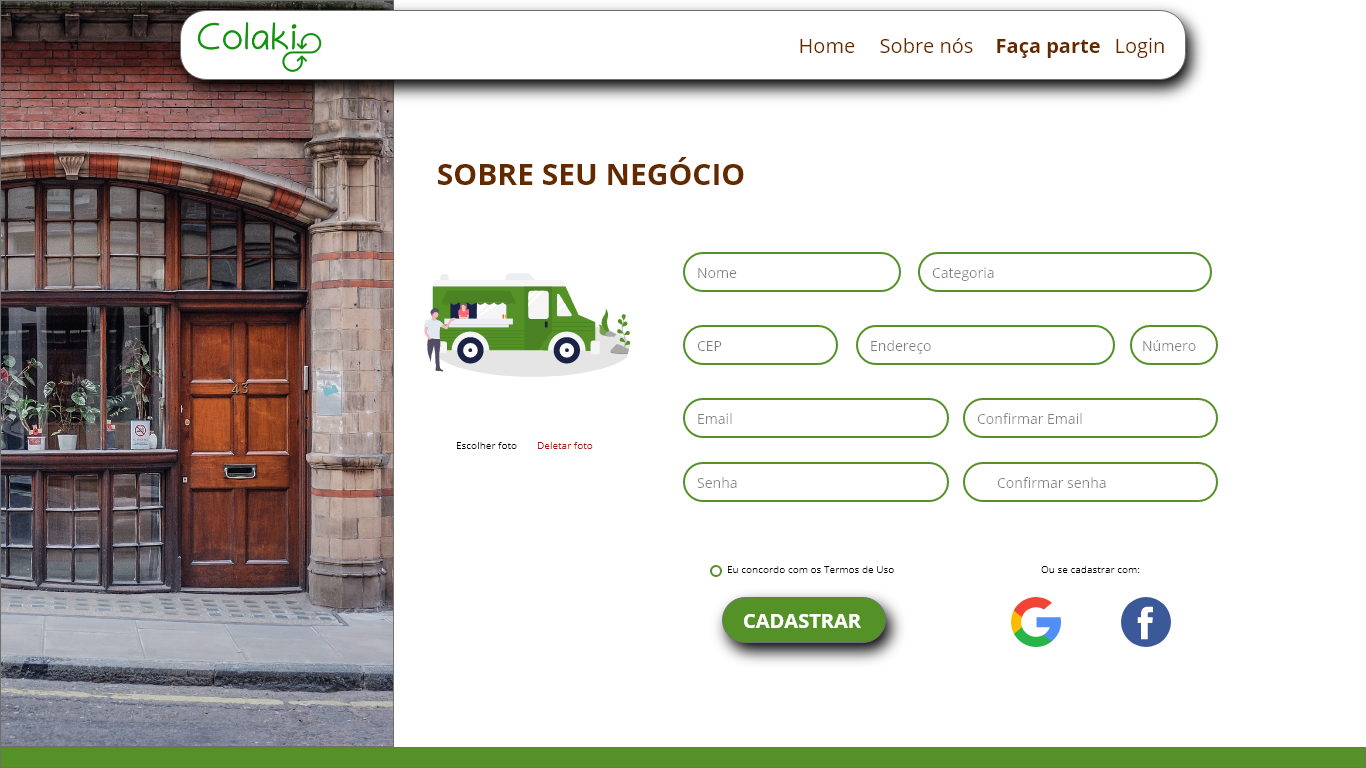 Colaki
Home Sobre nós Faça parte Login
SOBRE SEU NEGÓCIO
Nome Categoria
CEP Endereço Número
43
Email Confirmar Email
Escolher foto Deletar foto
Senha Confirmar senha
Eu concordo com os Termos de Uso
Ou se cadastrar com:
CADASTRAR